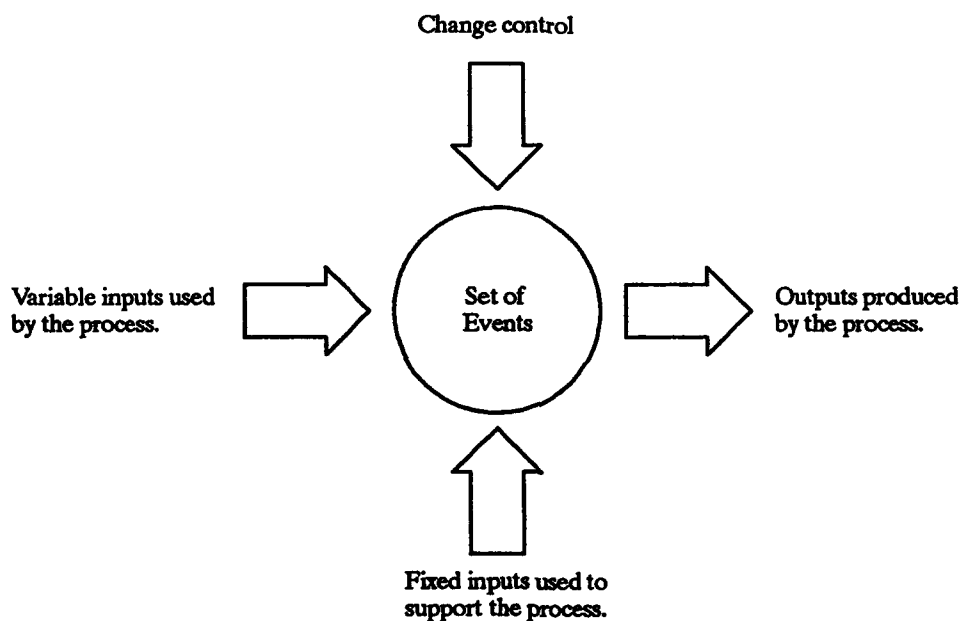 Change control
Variable inputs used
by the process.
Set of
Events
Outputs produced
by the process.
Fixed inputs used to
support the process.